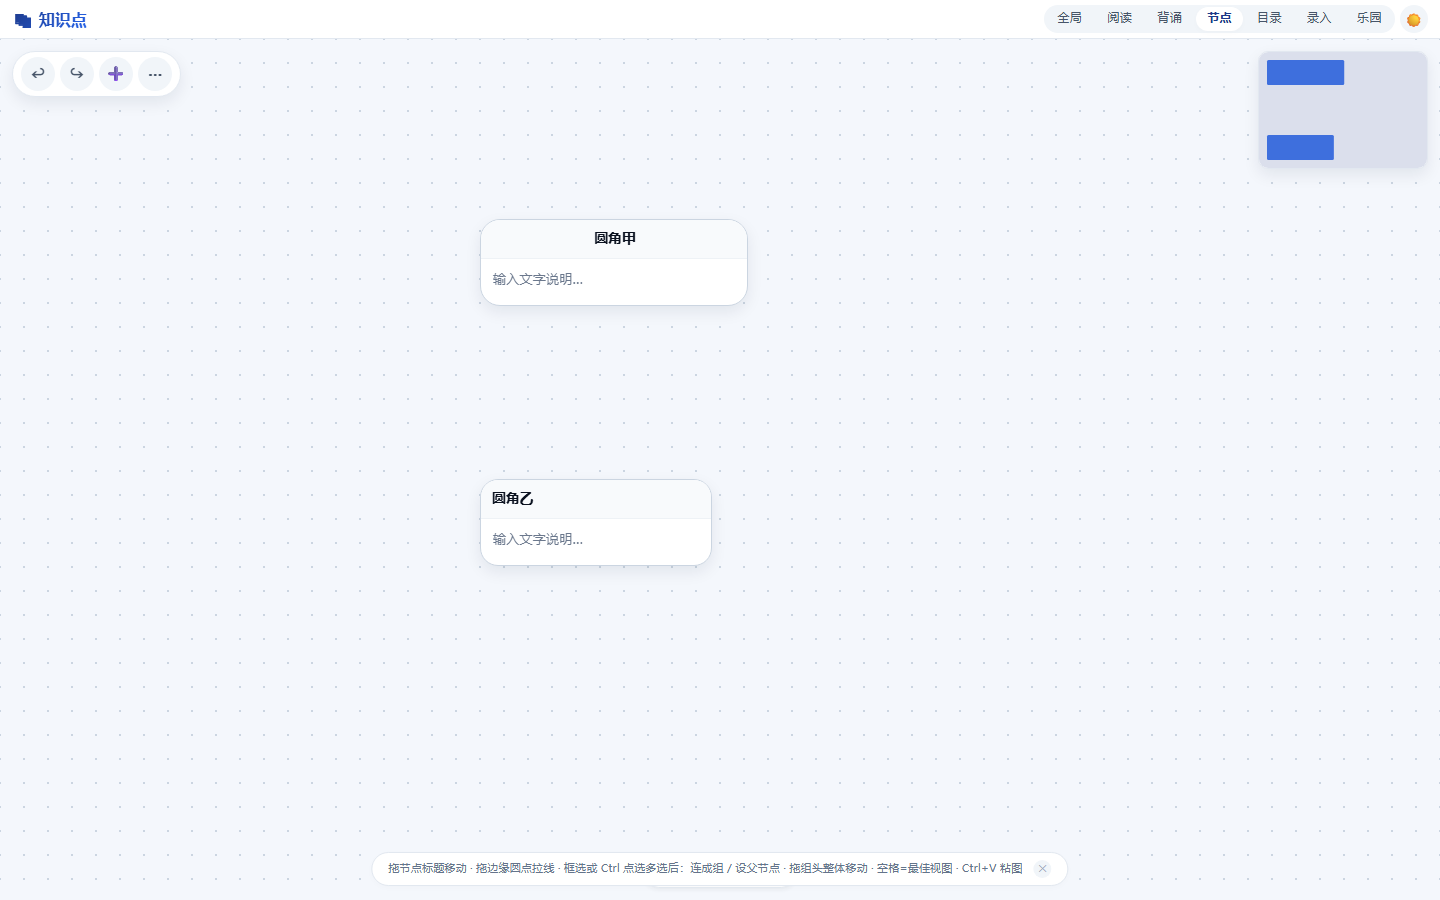 知识点
全局 阅读 背诵 节点 目录 录入 乐园
圆角甲
输入文字说明...
圆角乙
输入文字说明...
拖节点标题移动 · 拖边缘圆点拉线 · 框选或 Ctrl 点选多选后：连成组 / 设父节点 · 拖组头整体移动 · 空格=最佳视图 · Ctrl+V 粘图